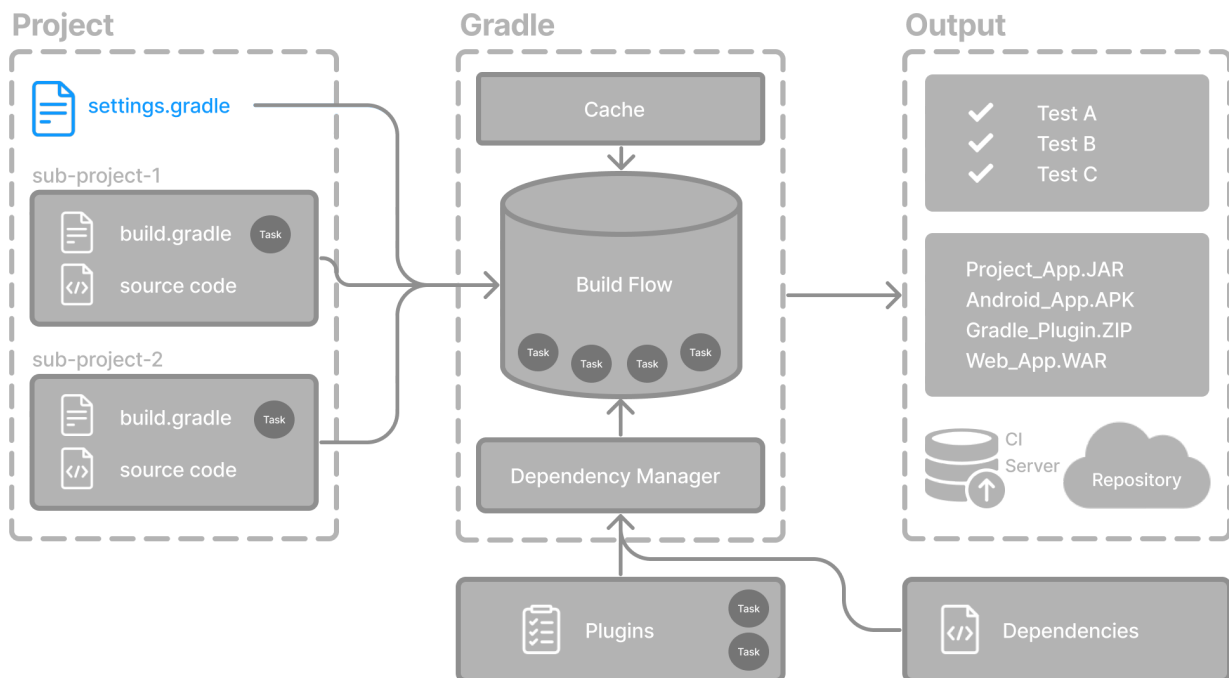 Project
settings.gradle
sub-project-1
build.gradle
Task
source code
sub-project-2
build.gradle
Task
source code
Gradle
Cache
Build Flow
Task
Task
Task
Task
Dependency Manager
Plugins
Task
Task
Output
Test A
Test B
Test C
Project_App.JAR
Android_App.APK
Gradle_Plugin.ZIP
Web_App.WAR
CI
Server
Repository
Dependencies